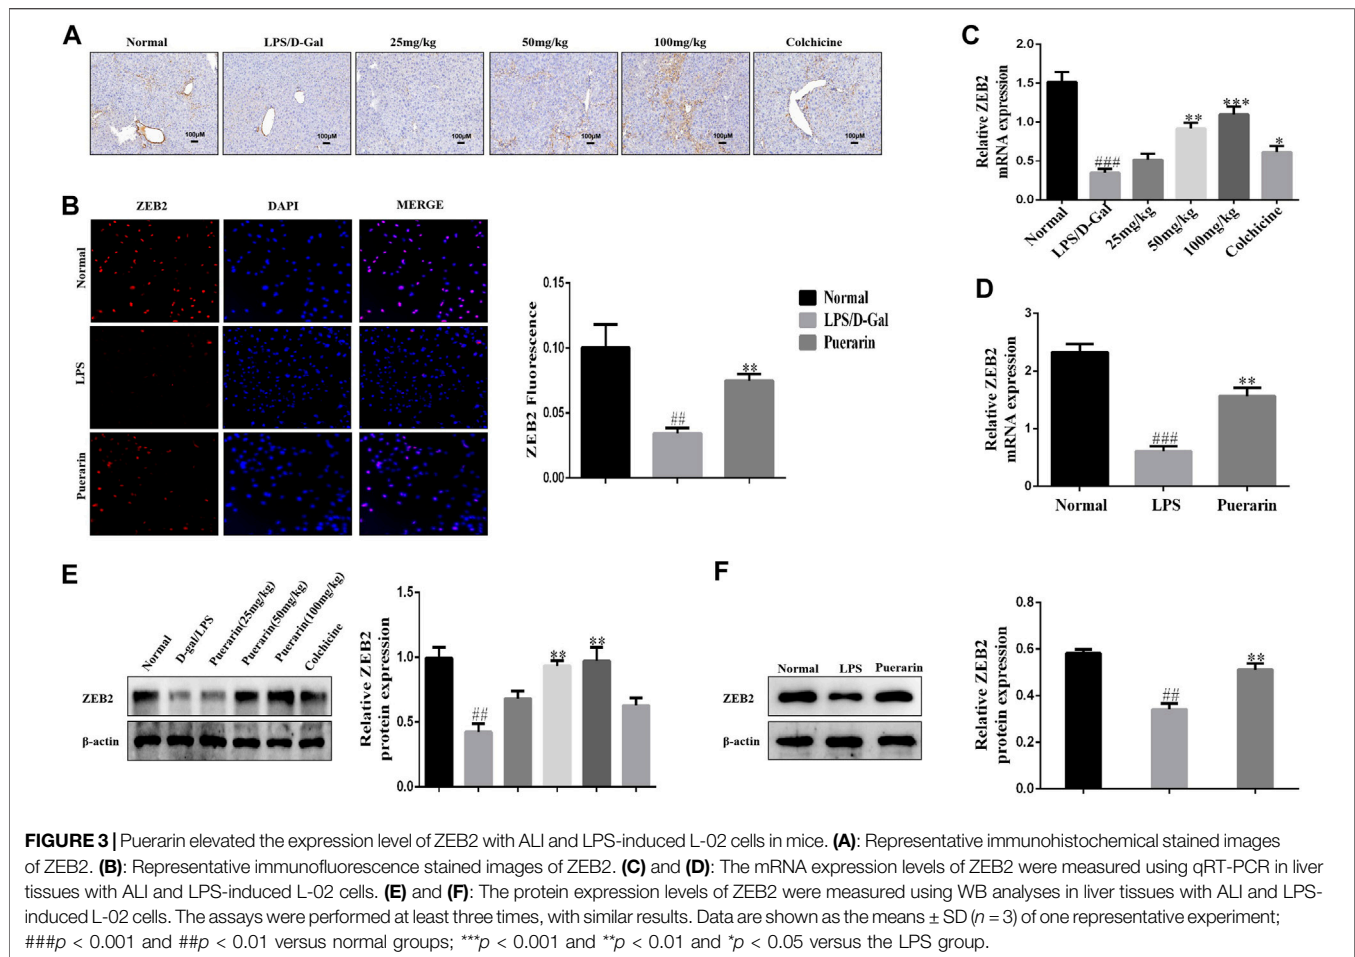 A
Normal LPS/D-Gal 25mg/kg 50mg/kg 100mg/kg Colchicine
100μM 100μM 100μM 100μM 100μM 100μM
B
ZEB2 DAPI MERGE
Normal
LPS
Puerarin
ZEB2 Fluorescence
0.15
0.10
0.05
0.00
##
**
Normal
LPS/D-Gal
Puerarin
C
Relative ZEB2
mRNA expression
2.0
1.5
1.0
0.5
0.0
###
**
***
*
Normal
LPS/D-Gal
25mg/kg
50mg/kg
100mg/kg
Colchicine
D
Relative ZEB2
mRNA expression
3
2
1
0
###
**
Normal LPS Puerarin
E
Normal
D-gal/LPS
Puerarin(25mg/kg)
Puerarin(50mg/kg)
Puerarin(100mg/kg)
Colchicine
ZEB2
β-actin
Relative ZEB2
protein expression
1.5
1.0
0.5
0.0
##
**
**
F
Normal LPS Puerarin
ZEB2
β-actin
Relative ZEB2
protein expression
0.8
0.6
0.4
0.2
0.0
##
**
FIGURE 3 | Puerarin elevated the expression level of ZEB2 with ALI and LPS-induced L-02 cells in mice. (A): Representative immunohistochemical stained images
of ZEB2. (B): Representative immunofluorescence stained images of ZEB2. (C) and (D): The mRNA expression levels of ZEB2 were measured using qRT-PCR in liver
tissues with ALI and LPS-induced L-02 cells. (E) and (F): The protein expression levels of ZEB2 were measured using WB analyses in liver tissues with ALI and LPS-
induced L-02 cells. The assays were performed at least three times, with similar results. Data are shown as the means ± SD (n = 3) of one representative experiment;
###p < 0.001 and ##p < 0.01 versus normal groups; ***p < 0.001 and **p < 0.01 and *p < 0.05 versus the LPS group.